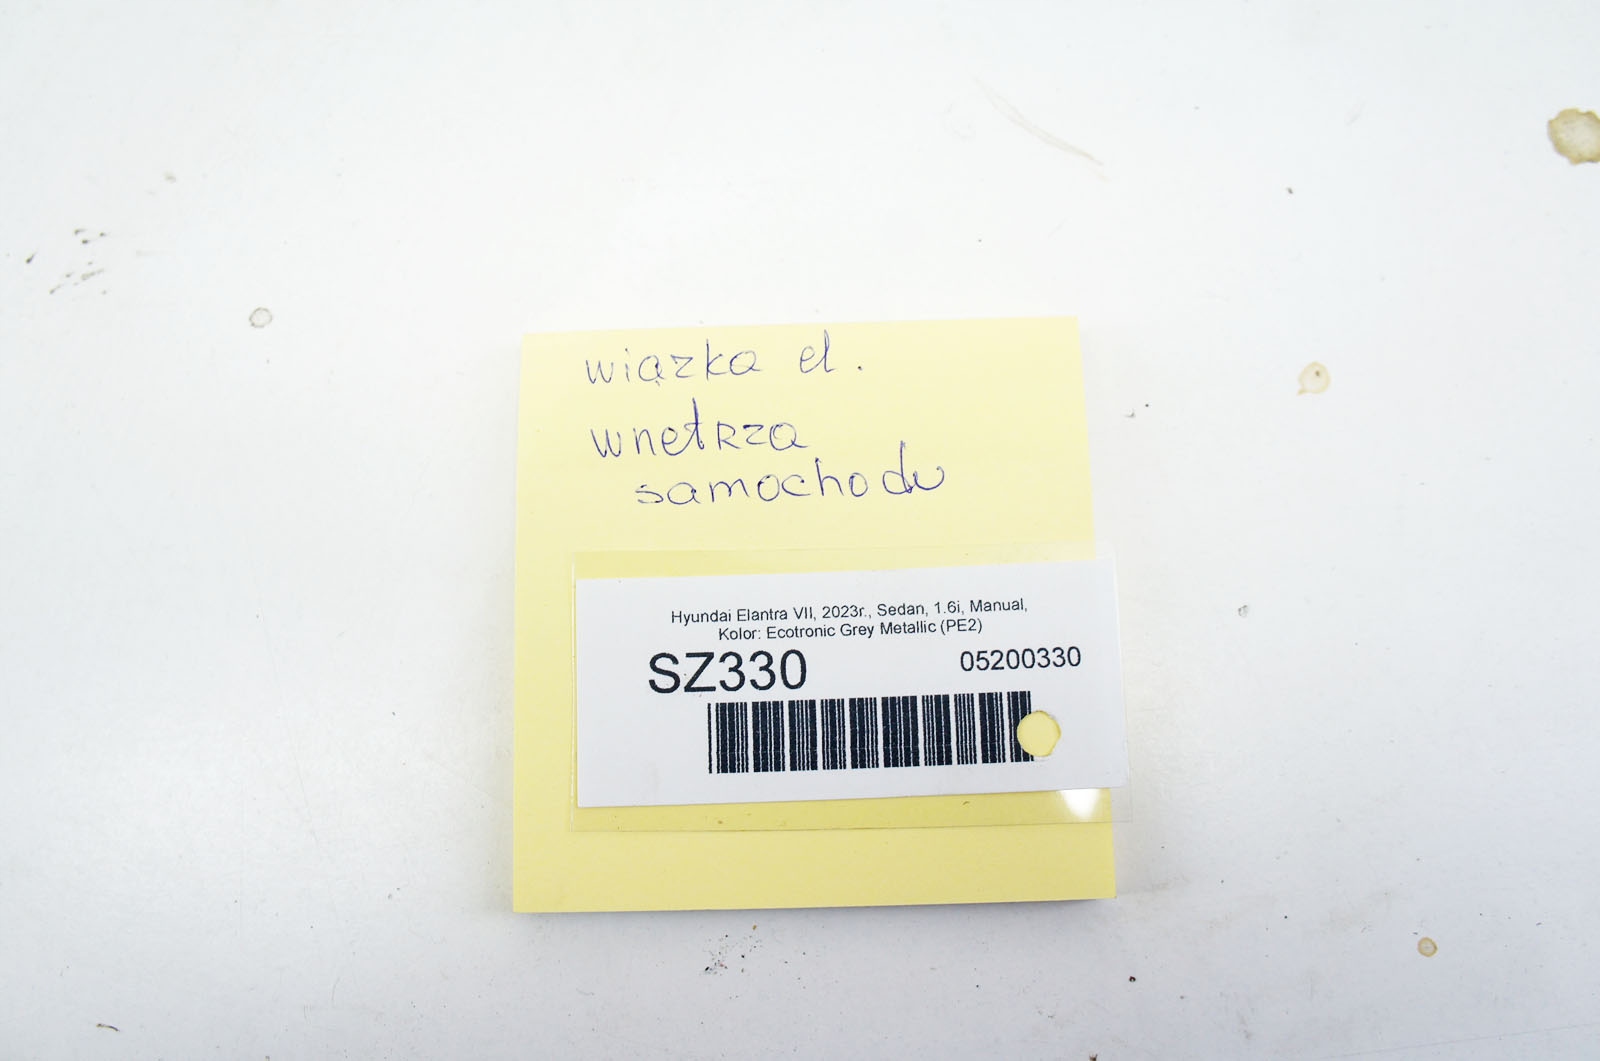 wiązka el.
wnetrza
samochodu
Hyundai Elantra VII, 2023r., Sedan, 1.6i, Manual,
Kolor: Ecotronic Grey Metallic (PE2)
SZ330 05200330